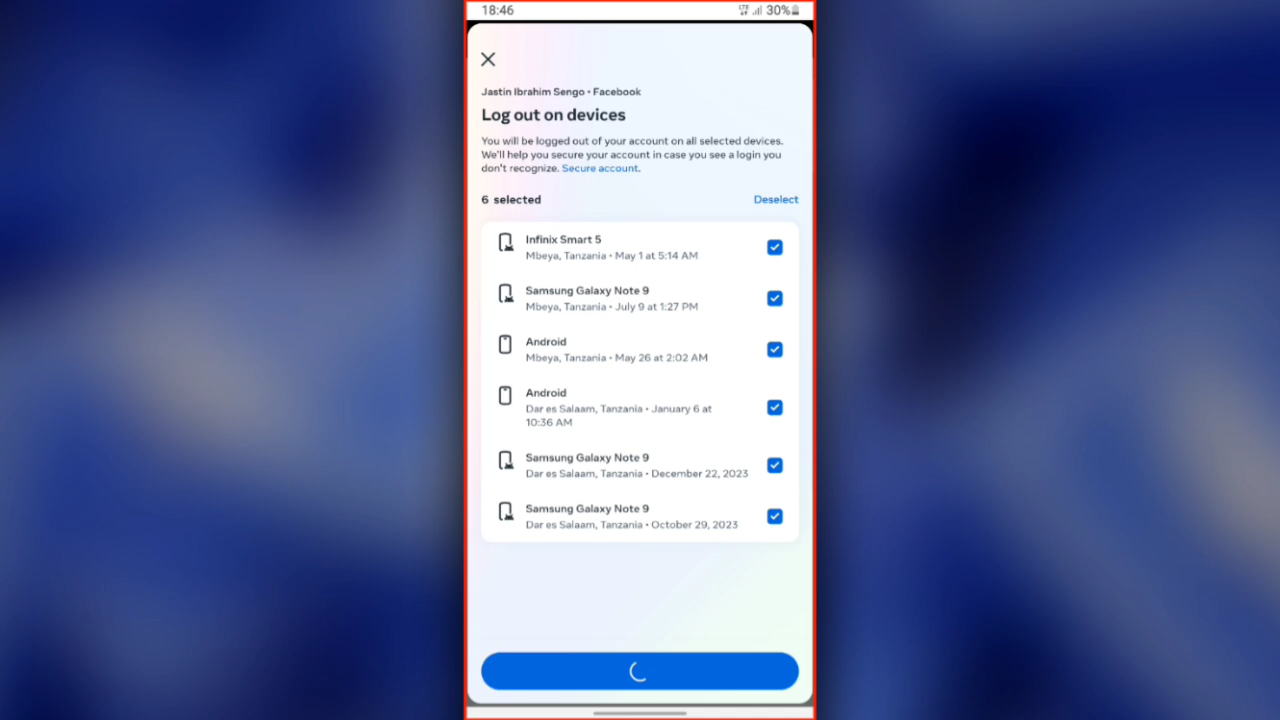 18:46
LTE 30%
Jastin Ibrahim Sengo • Facebook
Log out on devices
You will be logged out of your account on all selected devices.
We'll help you secure your account in case you see a login you
don't recognize. Secure account.
6 selected
Deselect
Infinix Smart 5
Mbeya, Tanzania • May 1 at 5:14 AM
Samsung Galaxy Note 9
Mbeya, Tanzania • July 9 at 1:27 PM
Android
Mbeya, Tanzania • May 26 at 2:02 AM
Android
Dar es Salaam, Tanzania • January 6 at
10:36 AM
Samsung Galaxy Note 9
Dar es Salaam, Tanzania • December 22, 2023
Samsung Galaxy Note 9
Dar es Salaam, Tanzania • October 29, 2023